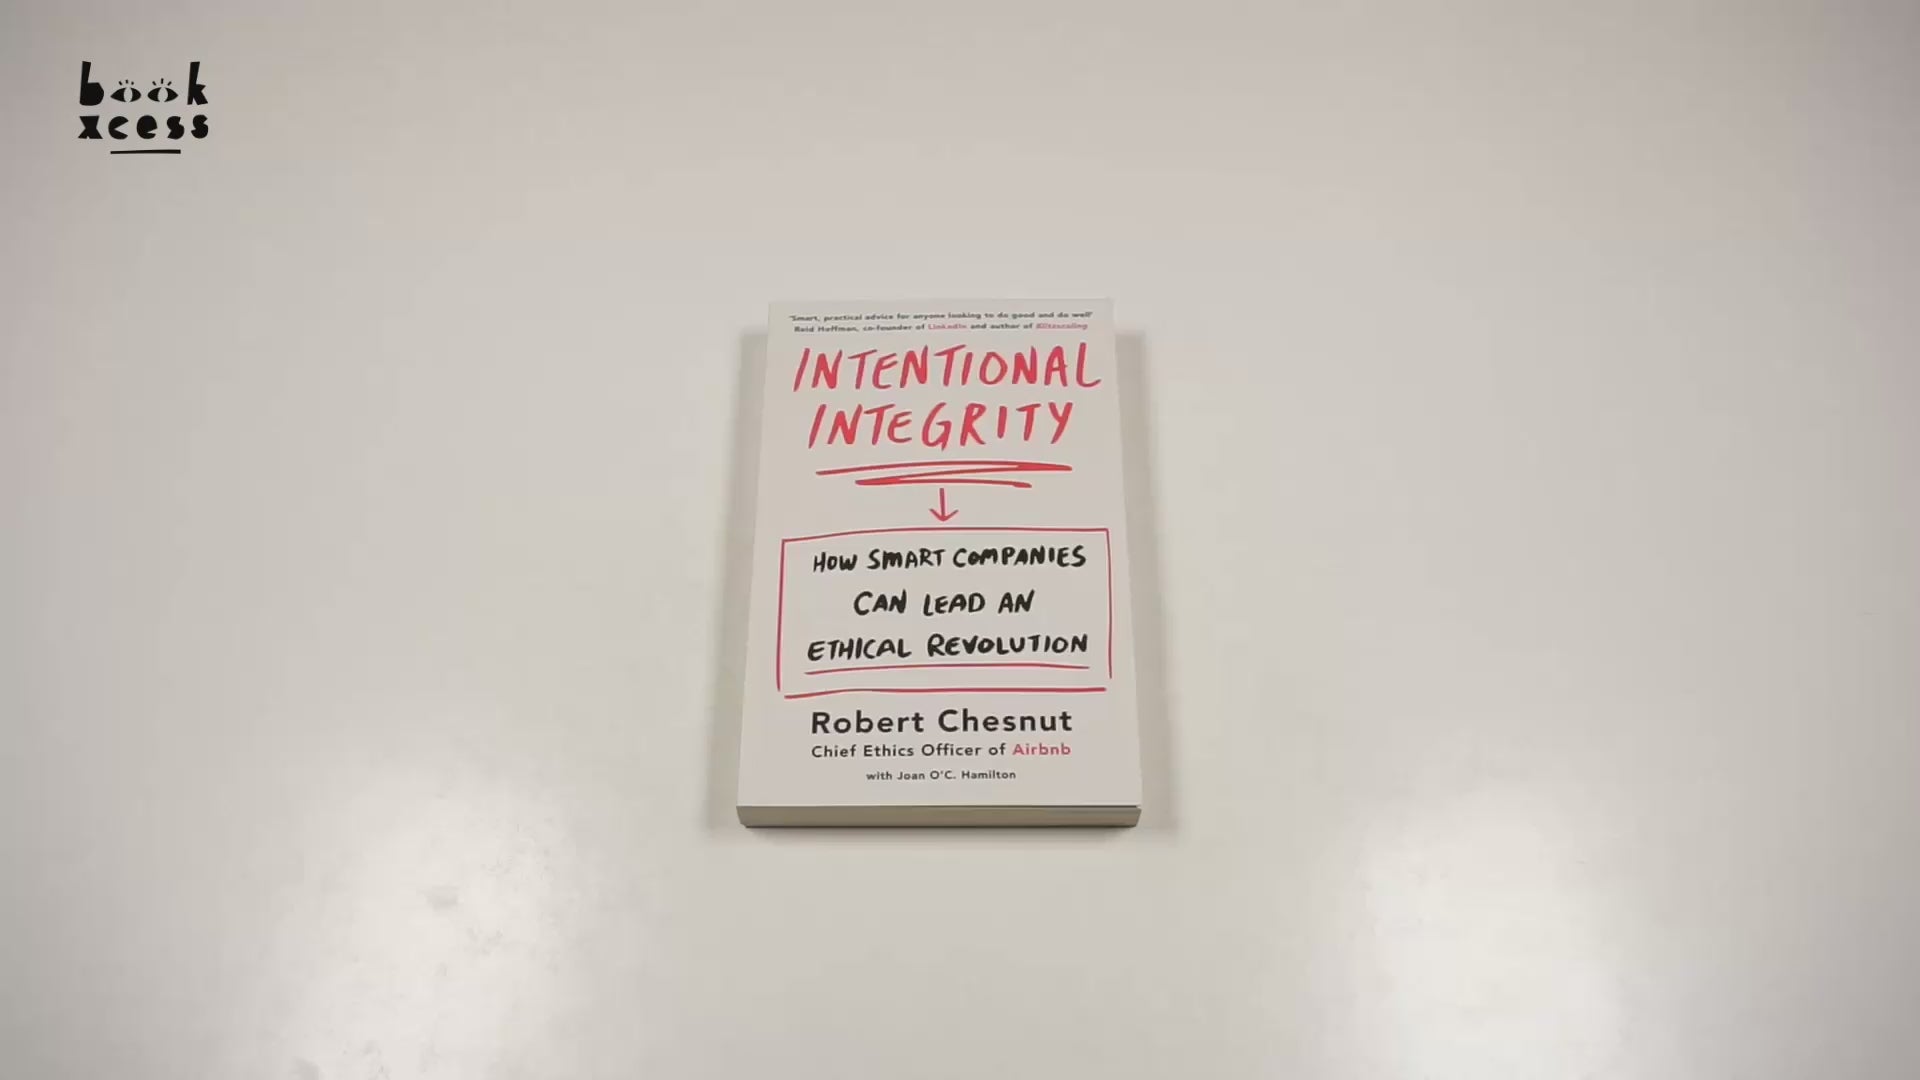 book
xcess
'Smart, practical advice for anyone looking to do good and do well'
Reid Hoffman, co-founder of LinkedIn and author of Blitzscaling
INTENTIONAL
INTEGRITY
HOW SMART COMPANIES
CAN LEAD AN
ETHICAL REVOLUTION
Robert Chesnut
Chief Ethics Officer of Airbnb
with Joan O'C. Hamilton